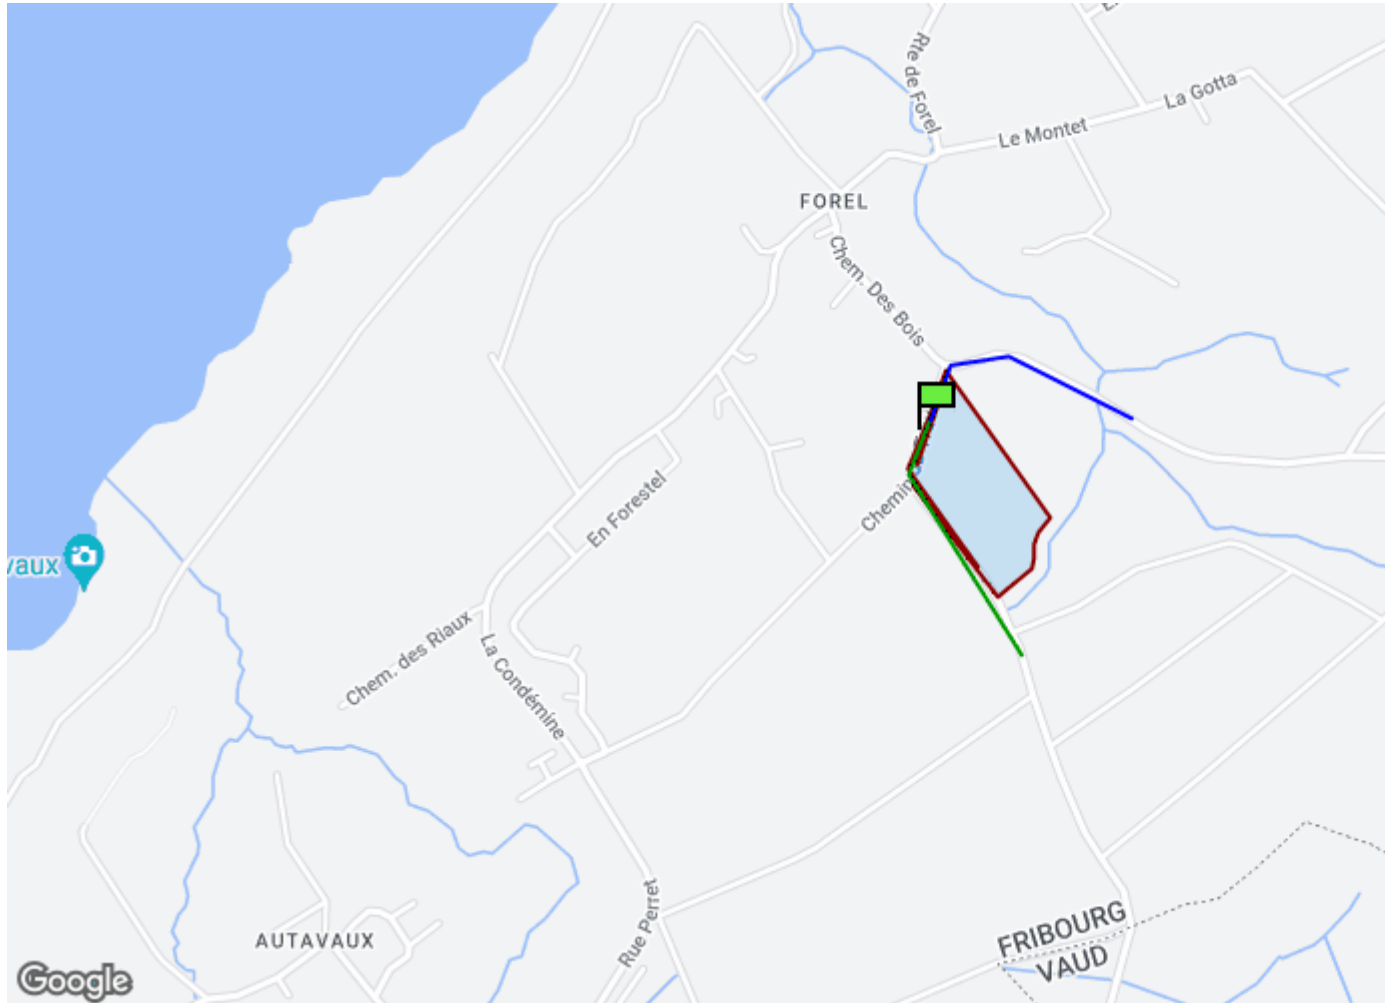 Rte de Forel
La Gotta
Le Montet
FOREL
Chem. Des Bois
Chemin
En Forestel
vaux
Chem. des Riaux
La Condémine
Rue Perret
AUTAVAUX
FRIBOURG
VAUD
Google